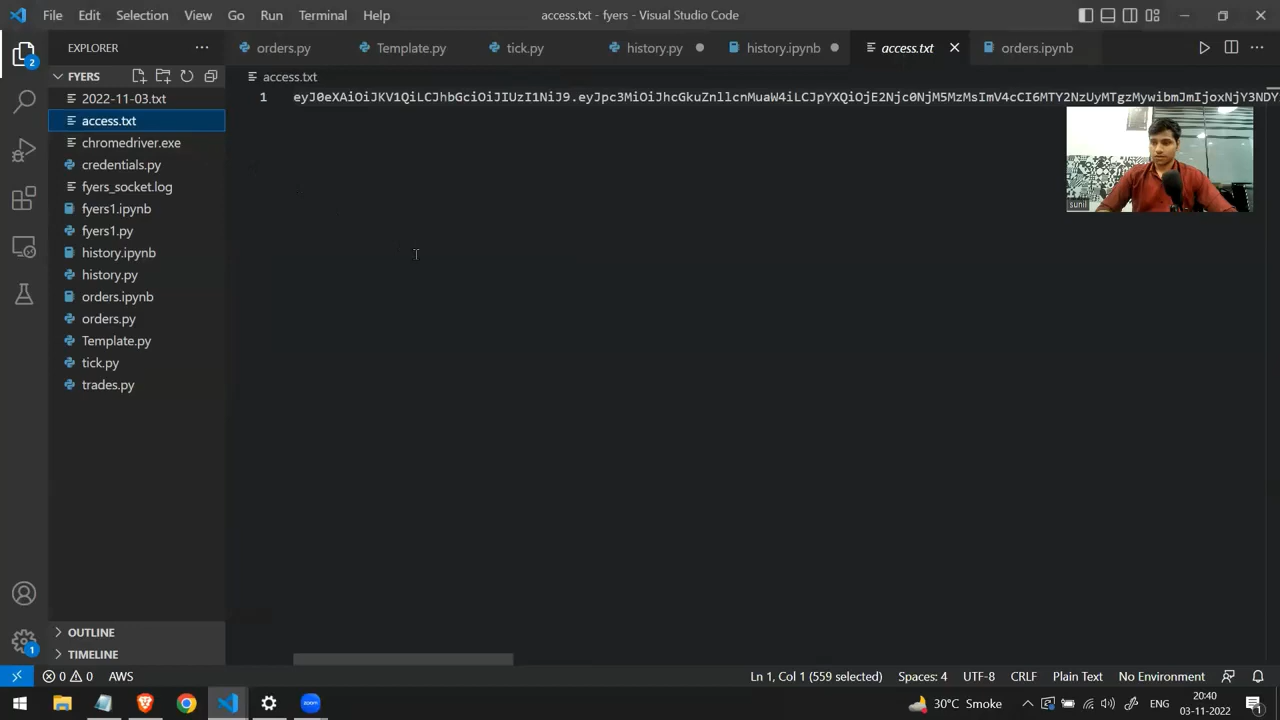 File Edit Selection View Go Run Terminal Help
access.txt - fyers - Visual Studio Code
EXPLORER
orders.py Template.py tick.py history.py history.ipynb access.txt orders.ipynb
2
FYERS
access.txt
2022-11-03.txt
access.txt
chromedriver.exe
credentials.py
fyers_socket.log
fyers1.ipynb
fyers1.py
history.ipynb
history.py
orders.ipynb
orders.py
Template.py
tick.py
trades.py
1
sunil
OUTLINE
TIMELINE
1
0 0 AWS
Ln 1, Col 1 (559 selected) Spaces: 4 UTF-8 CRLF Plain Text No Environment
zoom
30°C Smoke
ENG
20:40
03-11-2022
1